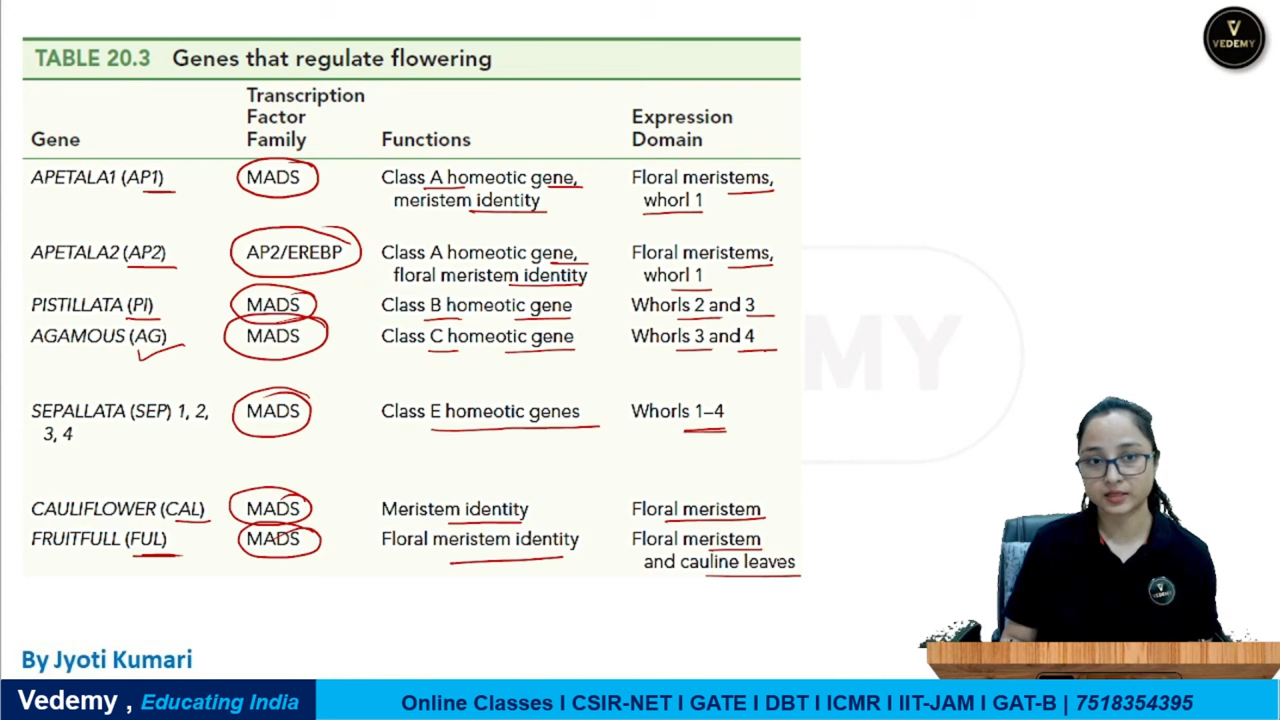 TABLE 20.3 Genes that regulate flowering
Gene Transcription Factor Family Functions Expression Domain
APETALA1 (AP1) MADS Class A homeotic gene, meristem identity Floral meristems, whorl 1
APETALA2 (AP2) AP2/EREBP Class A homeotic gene, floral meristem identity Floral meristems, whorl 1
PISTILLATA (PI) MADS Class B homeotic gene Whorls 2 and 3
AGAMOUS (AG) MADS Class C homeotic gene Whorls 3 and 4
SEPALLATA (SEP) 1, 2, 3, 4 MADS Class E homeotic genes Whorls 1–4
CAULIFLOWER (CAL) MADS Meristem identity Floral meristem
FRUITFULL (FUL) MADS Floral meristem identity Floral meristem and cauline leaves
VEDEMY
MY
VEDEMY
By Jyoti Kumari
Vedemy , Educating India
Online Classes I CSIR-NET I GATE I DBT I ICMR I IIT-JAM I GAT-B | 7518354395